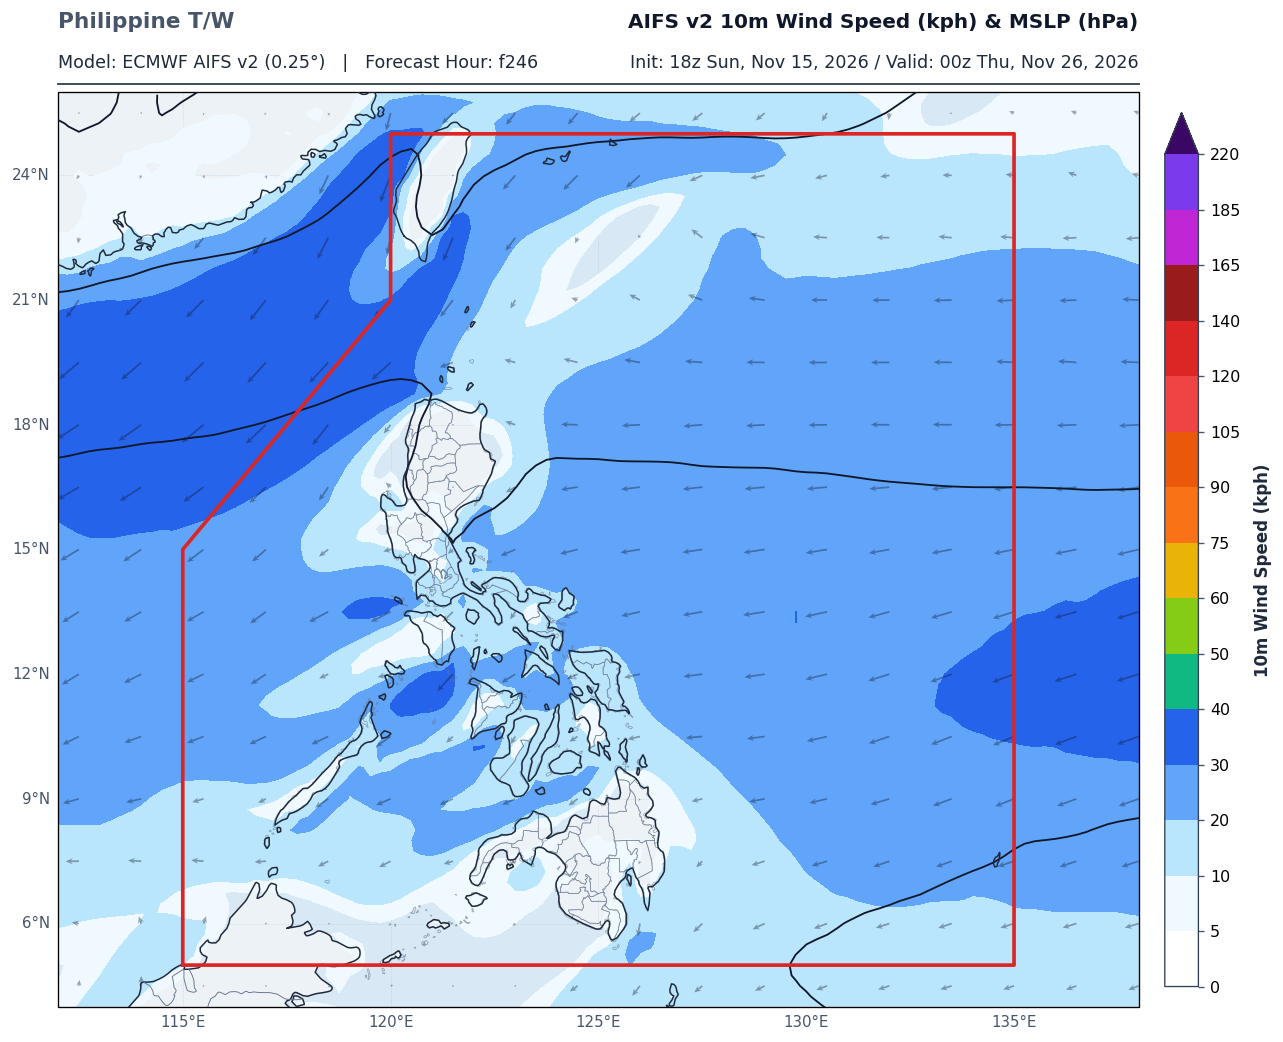 Philippine T/W
AIFS v2 10m Wind Speed (kph) & MSLP (hPa)
Model: ECMWF AIFS v2 (0.25°) | Forecast Hour: f246
Init: 18z Sun, Nov 15, 2026 / Valid: 00z Thu, Nov 26, 2026
24°N
21°N
18°N
15°N
12°N
9°N
6°N
115°E
120°E
125°E
130°E
135°E
220
185
165
140
120
105
90
75
60
50
40
30
20
10
5
0
10m Wind Speed (kph)